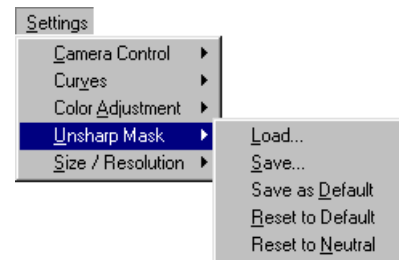 Settings
Camera Control
Curves
Color Adjustment
Unsharp Mask
Size / Resolution
Load...
Save...
Save as Default
Reset to Default
Reset to Neutral